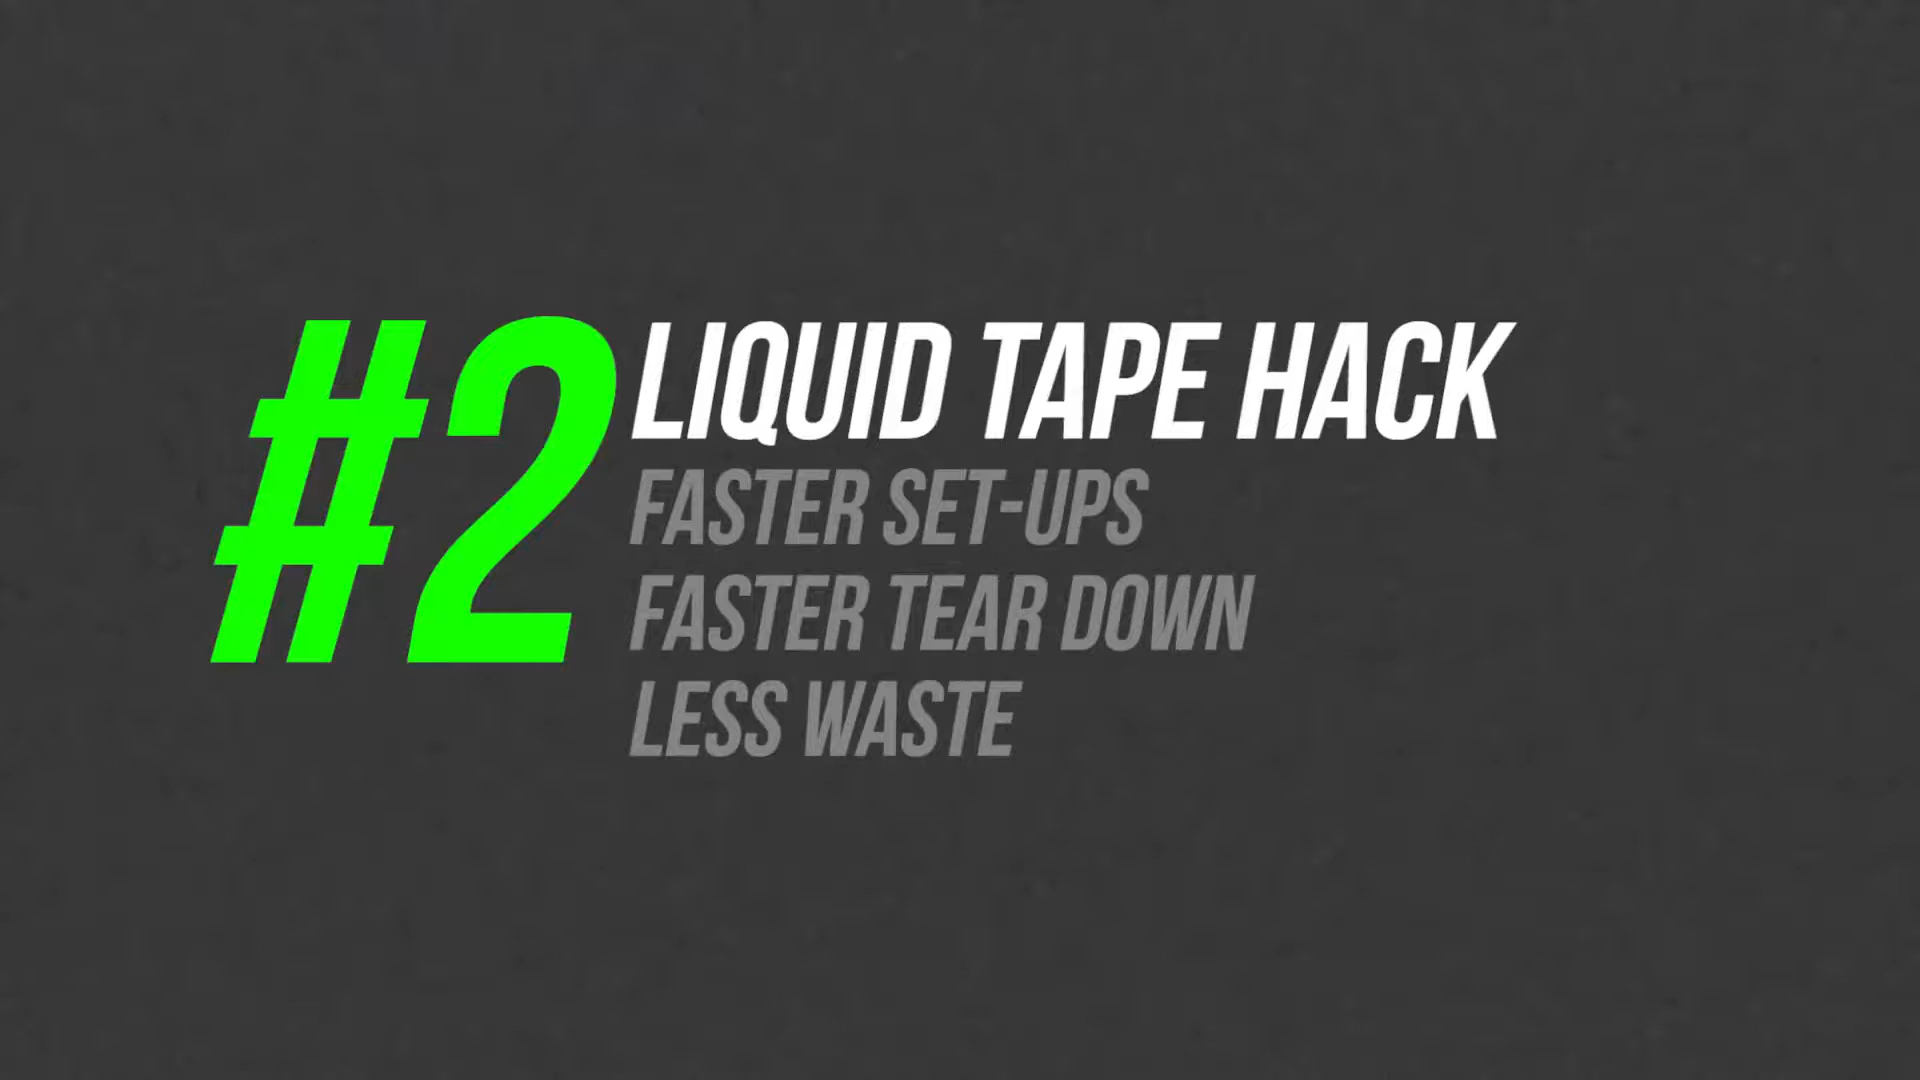 #2
LIQUID TAPE HACK
FASTER SET-UPS
FASTER TEAR DOWN
LESS WASTE